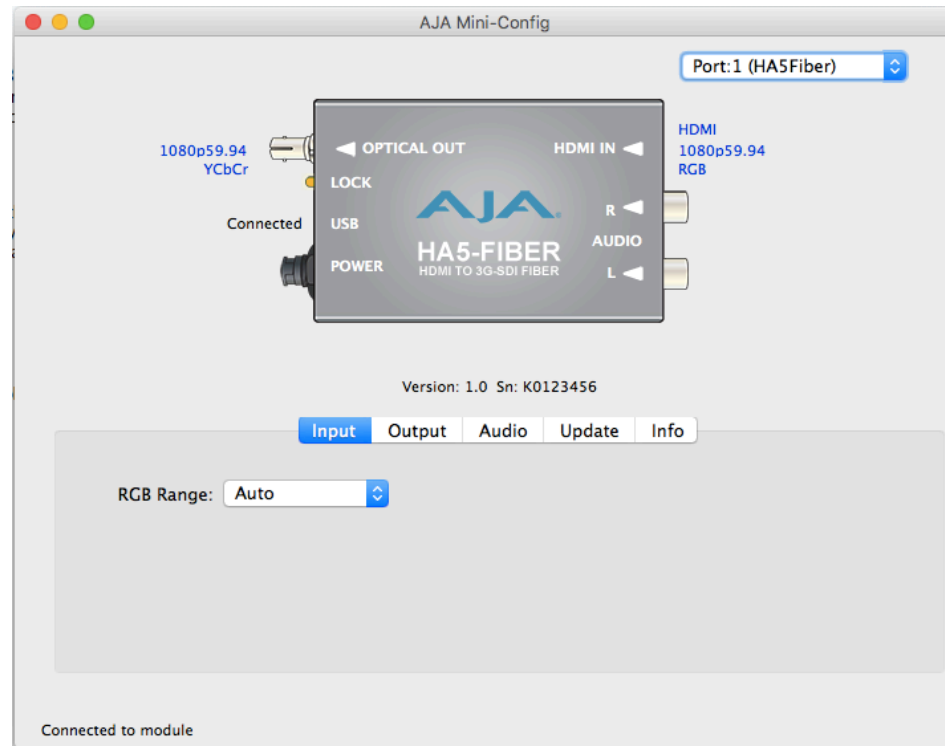 AJA Mini-Config
Port:1 (HA5Fiber)
1080p59.94
YCbCr
Connected
OPTICAL OUT
LOCK
USB
POWER
HDMI IN
R
AUDIO
L
AJA
HA5-FIBER
HDMI TO 3G-SDI FIBER
HDMI
1080p59.94
RGB
Version: 1.0 Sn: K0123456
Input Output Audio Update Info
RGB Range: Auto
Connected to module